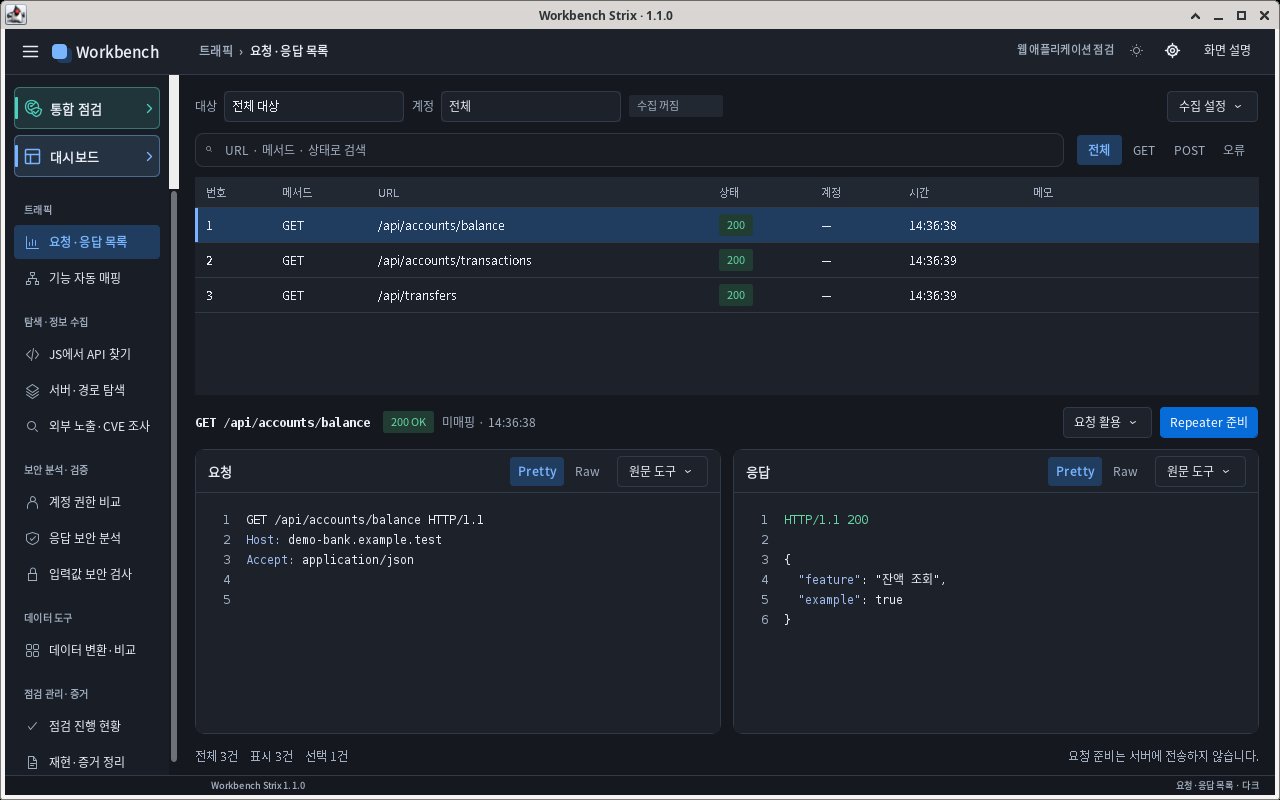 Workbench Strix · 1.1.0
Workbench
트래픽 › 요청·응답 목록
웹 애플리케이션 점검
화면 설명
통합 점검
대시보드
트래픽
요청·응답 목록
기능 자동 매핑
탐색·정보 수집
JS에서 API 찾기
서버·경로 탐색
외부 노출·CVE 조사
보안 분석·검증
계정 권한 비교
응답 보안 분석
입력값 보안 검사
데이터 도구
데이터 변환·비교
점검 관리·증거
점검 진행 현황
재현·증거 정리
대상 전체 대상 계정 전체 수집 꺼짐 수집 설정
URL · 메서드 · 상태로 검색 전체 GET POST 오류
번호 메서드 URL 상태 계정 시간 메모
1 GET /api/accounts/balance 200 — 14:36:38
2 GET /api/accounts/transactions 200 — 14:36:39
3 GET /api/transfers 200 — 14:36:39
GET /api/accounts/balance 200 OK 미매핑 · 14:36:38 요청 활용 Repeater 준비
요청 Pretty Raw 원문 도구
1 GET /api/accounts/balance HTTP/1.1
2 Host: demo-bank.example.test
3 Accept: application/json
4
5
응답 Pretty Raw 원문 도구
1 HTTP/1.1 200
2
3 {
4 "feature": "잔액 조회",
5 "example": true
6 }
전체 3건 표시 3건 선택 1건
요청 준비는 서버에 전송하지 않습니다.
Workbench Strix 1.1.0
요청·응답 목록 · 다크